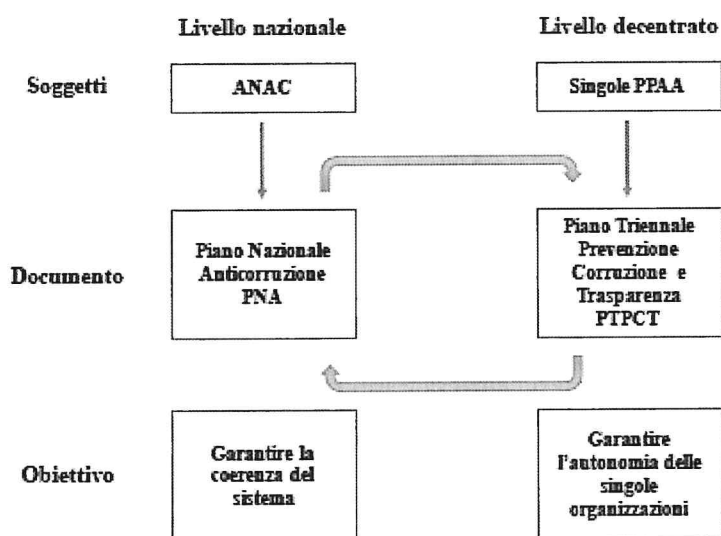 Livello nazionale
Livello decentrato
Soggetti
ANAC
Singole PPAA
Documento
Piano Nazionale
Anticorruzione
PNA
Piano Triennale
Prevenzione
Corruzione e
Trasparenza
PTPCT
Obiettivo
Garantire la
coerenza del
sistema
Garantire
l'autonomia delle
singole
organizzazioni